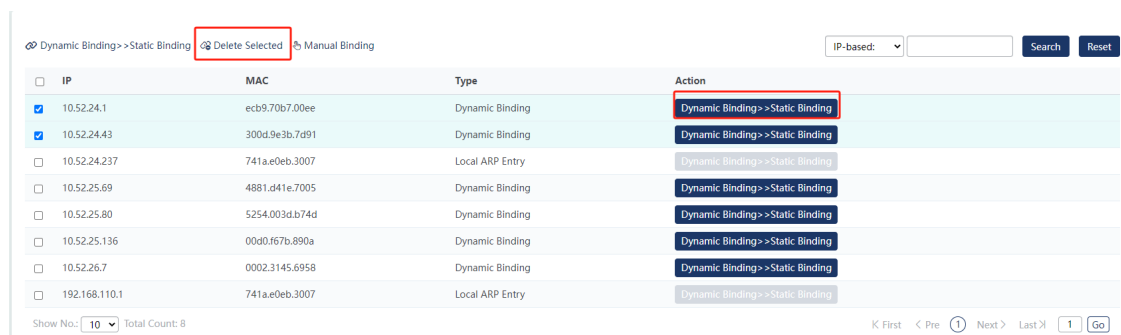 Dynamic Binding>>Static Binding Delete Selected Manual Binding IP-based: Search Reset
IP MAC Type Action
10.52.24.1 ecb9.70b7.00ee Dynamic Binding Dynamic Binding>>Static Binding
10.52.24.43 300d.9e3b.7d91 Dynamic Binding Dynamic Binding>>Static Binding
10.52.24.237 741a.e0eb.3007 Local ARP Entry Dynamic Binding>>Static Binding
10.52.25.69 4881.d41e.7005 Dynamic Binding Dynamic Binding>>Static Binding
10.52.25.80 5254.003d.b74d Dynamic Binding Dynamic Binding>>Static Binding
10.52.25.136 00d0.f67b.890a Dynamic Binding Dynamic Binding>>Static Binding
10.52.26.7 0002.3145.6958 Dynamic Binding Dynamic Binding>>Static Binding
192.168.110.1 741a.e0eb.3007 Local ARP Entry Dynamic Binding>>Static Binding
Show No.: 10 Total Count: 8 First Pre 1 Next Last 1 Go